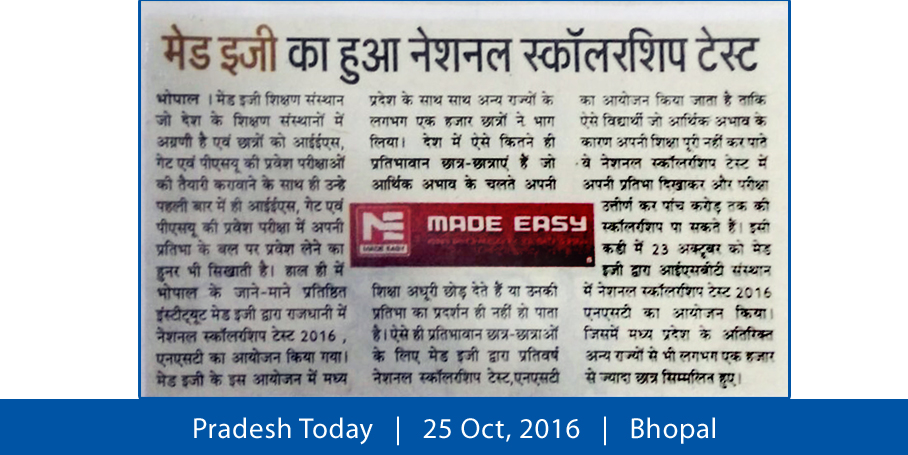 मेड इजी का हुआ नेशनल स्कॉलरशिप टेस्ट
भोपाल । मेड इजी शिक्षण संस्थान
जो देश के शिक्षण संस्थानों में
अग्रणी है एवं छात्रों को आईईएस,
गेट एवं पीएसयू की प्रवेश परीक्षाओं
की तैयारी करवाने के साथ ही उन्हे
पहली बार में ही आईईएस, गेट एवं
पीएसयू की प्रवेश परीक्षा में अपनी
प्रतिभा के बल पर प्रवेश लेने का
हुनर भी सिखाती है। हाल ही में
भोपाल के जाने-माने प्रतिष्ठित
इंस्टीट्यूट मेड इजी द्वारा राजधानी में
नेशनल स्कॉलरशिप टेस्ट 2016 ,
एनएसटी का आयोजन किया गया।
मेड इजी के इस आयोजन में मध्य
प्रदेश के साथ साथ अन्य राज्यों के
लगभग एक हजार छात्रों ने भाग
लिया। देश में ऐसे कितने ही
प्रतिभावान छात्र-छात्राएं हैं जो
आर्थिक अभाव के चलते अपनी
MADE EASY
MADE EASY
शिक्षा अधूरी छोड़ देते हैं या उनकी
प्रतिभा का प्रदर्शन ही नहीं हो पाता
है। ऐसे ही प्रतिभावान छात्र-छात्राओं
के लिए मेड इजी द्वारा प्रतिवर्ष
नेशनल स्कॉलरशिप टेस्ट,एनएसटी
का आयोजन किया जाता है ताकि
ऐसे विद्यार्थी जो आर्थिक अभाव के
कारण अपनी शिक्षा पूरी नहीं कर पाते
वे नेशनल स्कॉलरशिप टेस्ट में
अपनी प्रतिभा दिखाकर और परीक्षा
उत्तीर्ण कर पांच करोड़ तक की
स्कॉलरशिप पा सकते हैं। इसी
कडी में 23 अक्टूबर को मेड
इजी द्वारा आईएसबीटी संस्थान
में नेशनल स्कॉलरशिप टेस्ट 2016
एनएसटी का आयोजन किया।
जिसमें मध्य प्रदेश के अतिरिक्त
अन्य राज्यों से भी लगभग एक हजार
से ज्यादा छात्र सिम्मलित हुए।
Pradesh Today | 25 Oct, 2016 | Bhopal